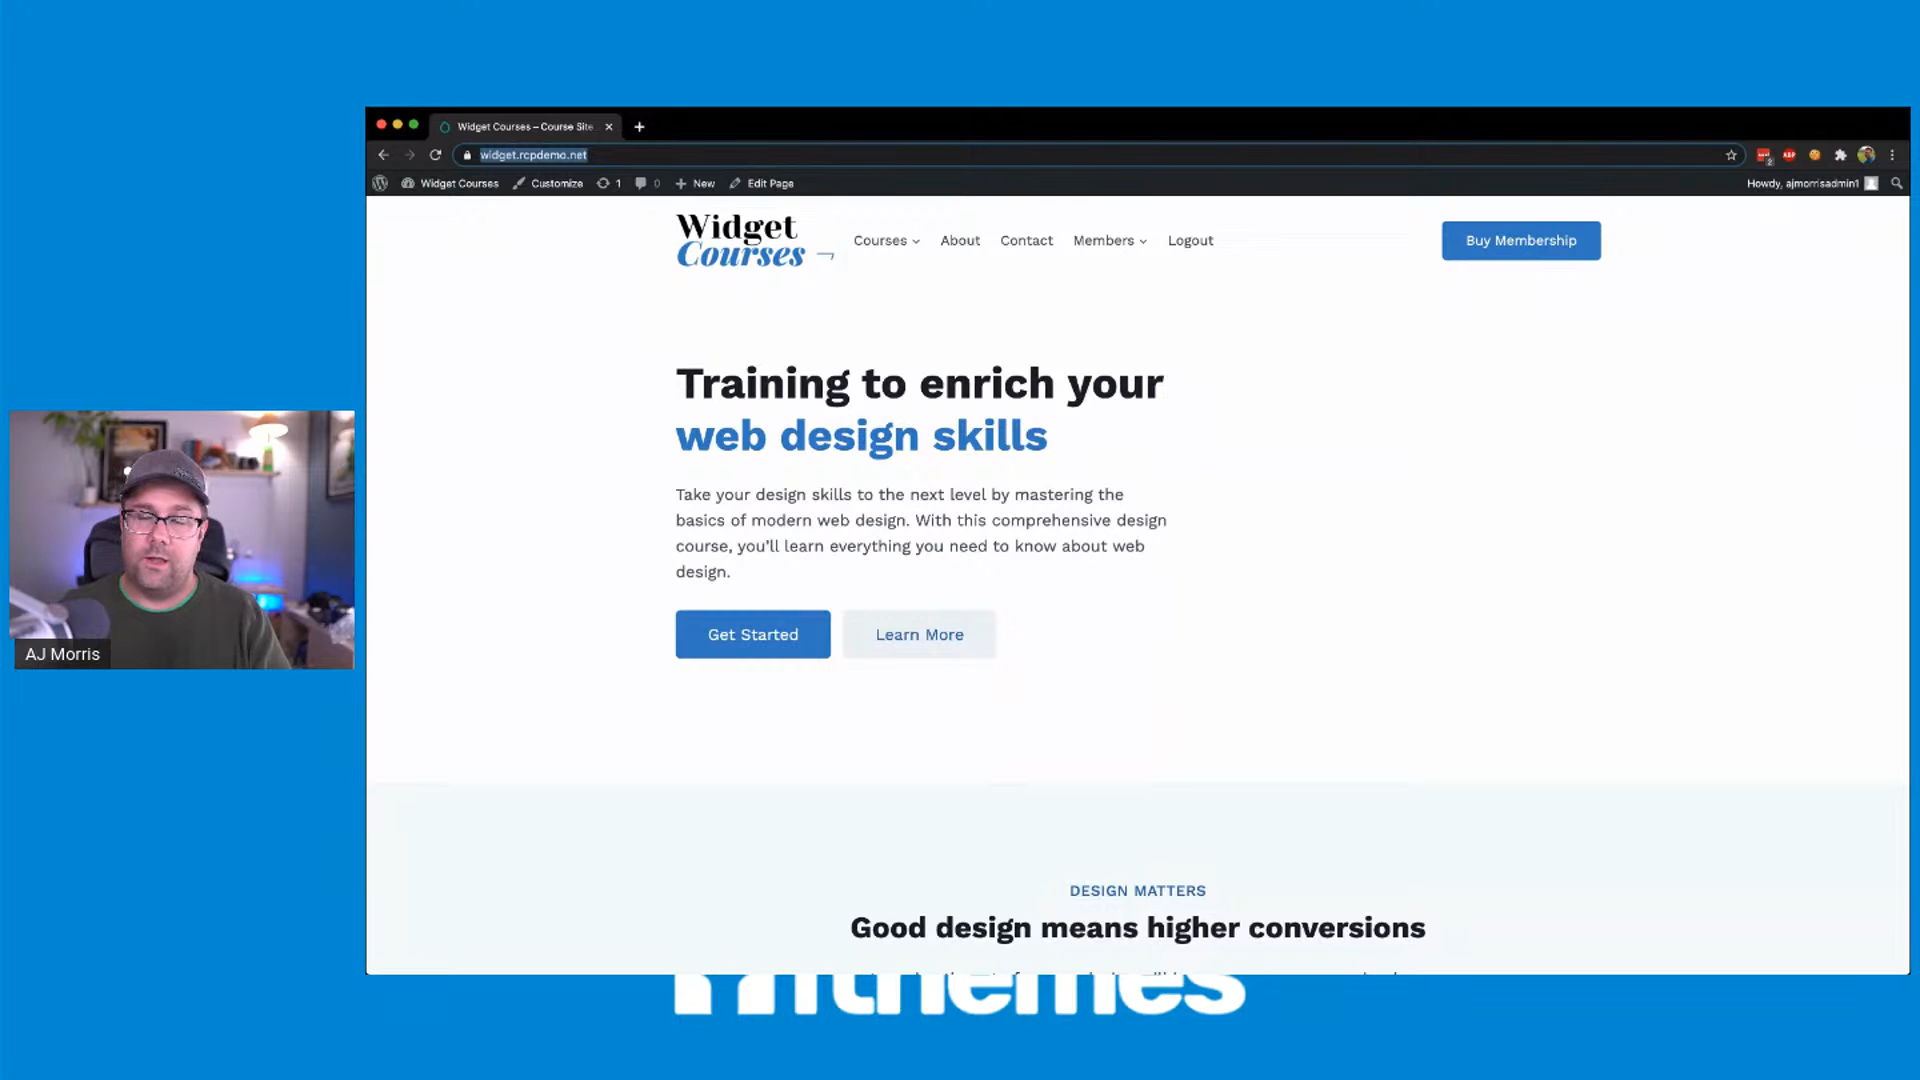 Widget Courses – Course Site
widget.rcpdemo.net
2
ABP
Widget Courses
Customize
1
0
New
Edit Page
Howdy, ajmorrisadmin1
Widget
Courses
Courses
About
Contact
Members
Logout
Buy Membership
Training to enrich your
web design skills
Take your design skills to the next level by mastering the
basics of modern web design. With this comprehensive design
course, you’ll learn everything you need to know about web
design.
Get Started
Learn More
AJ Morris
DESIGN MATTERS
Good design means higher conversions
themes